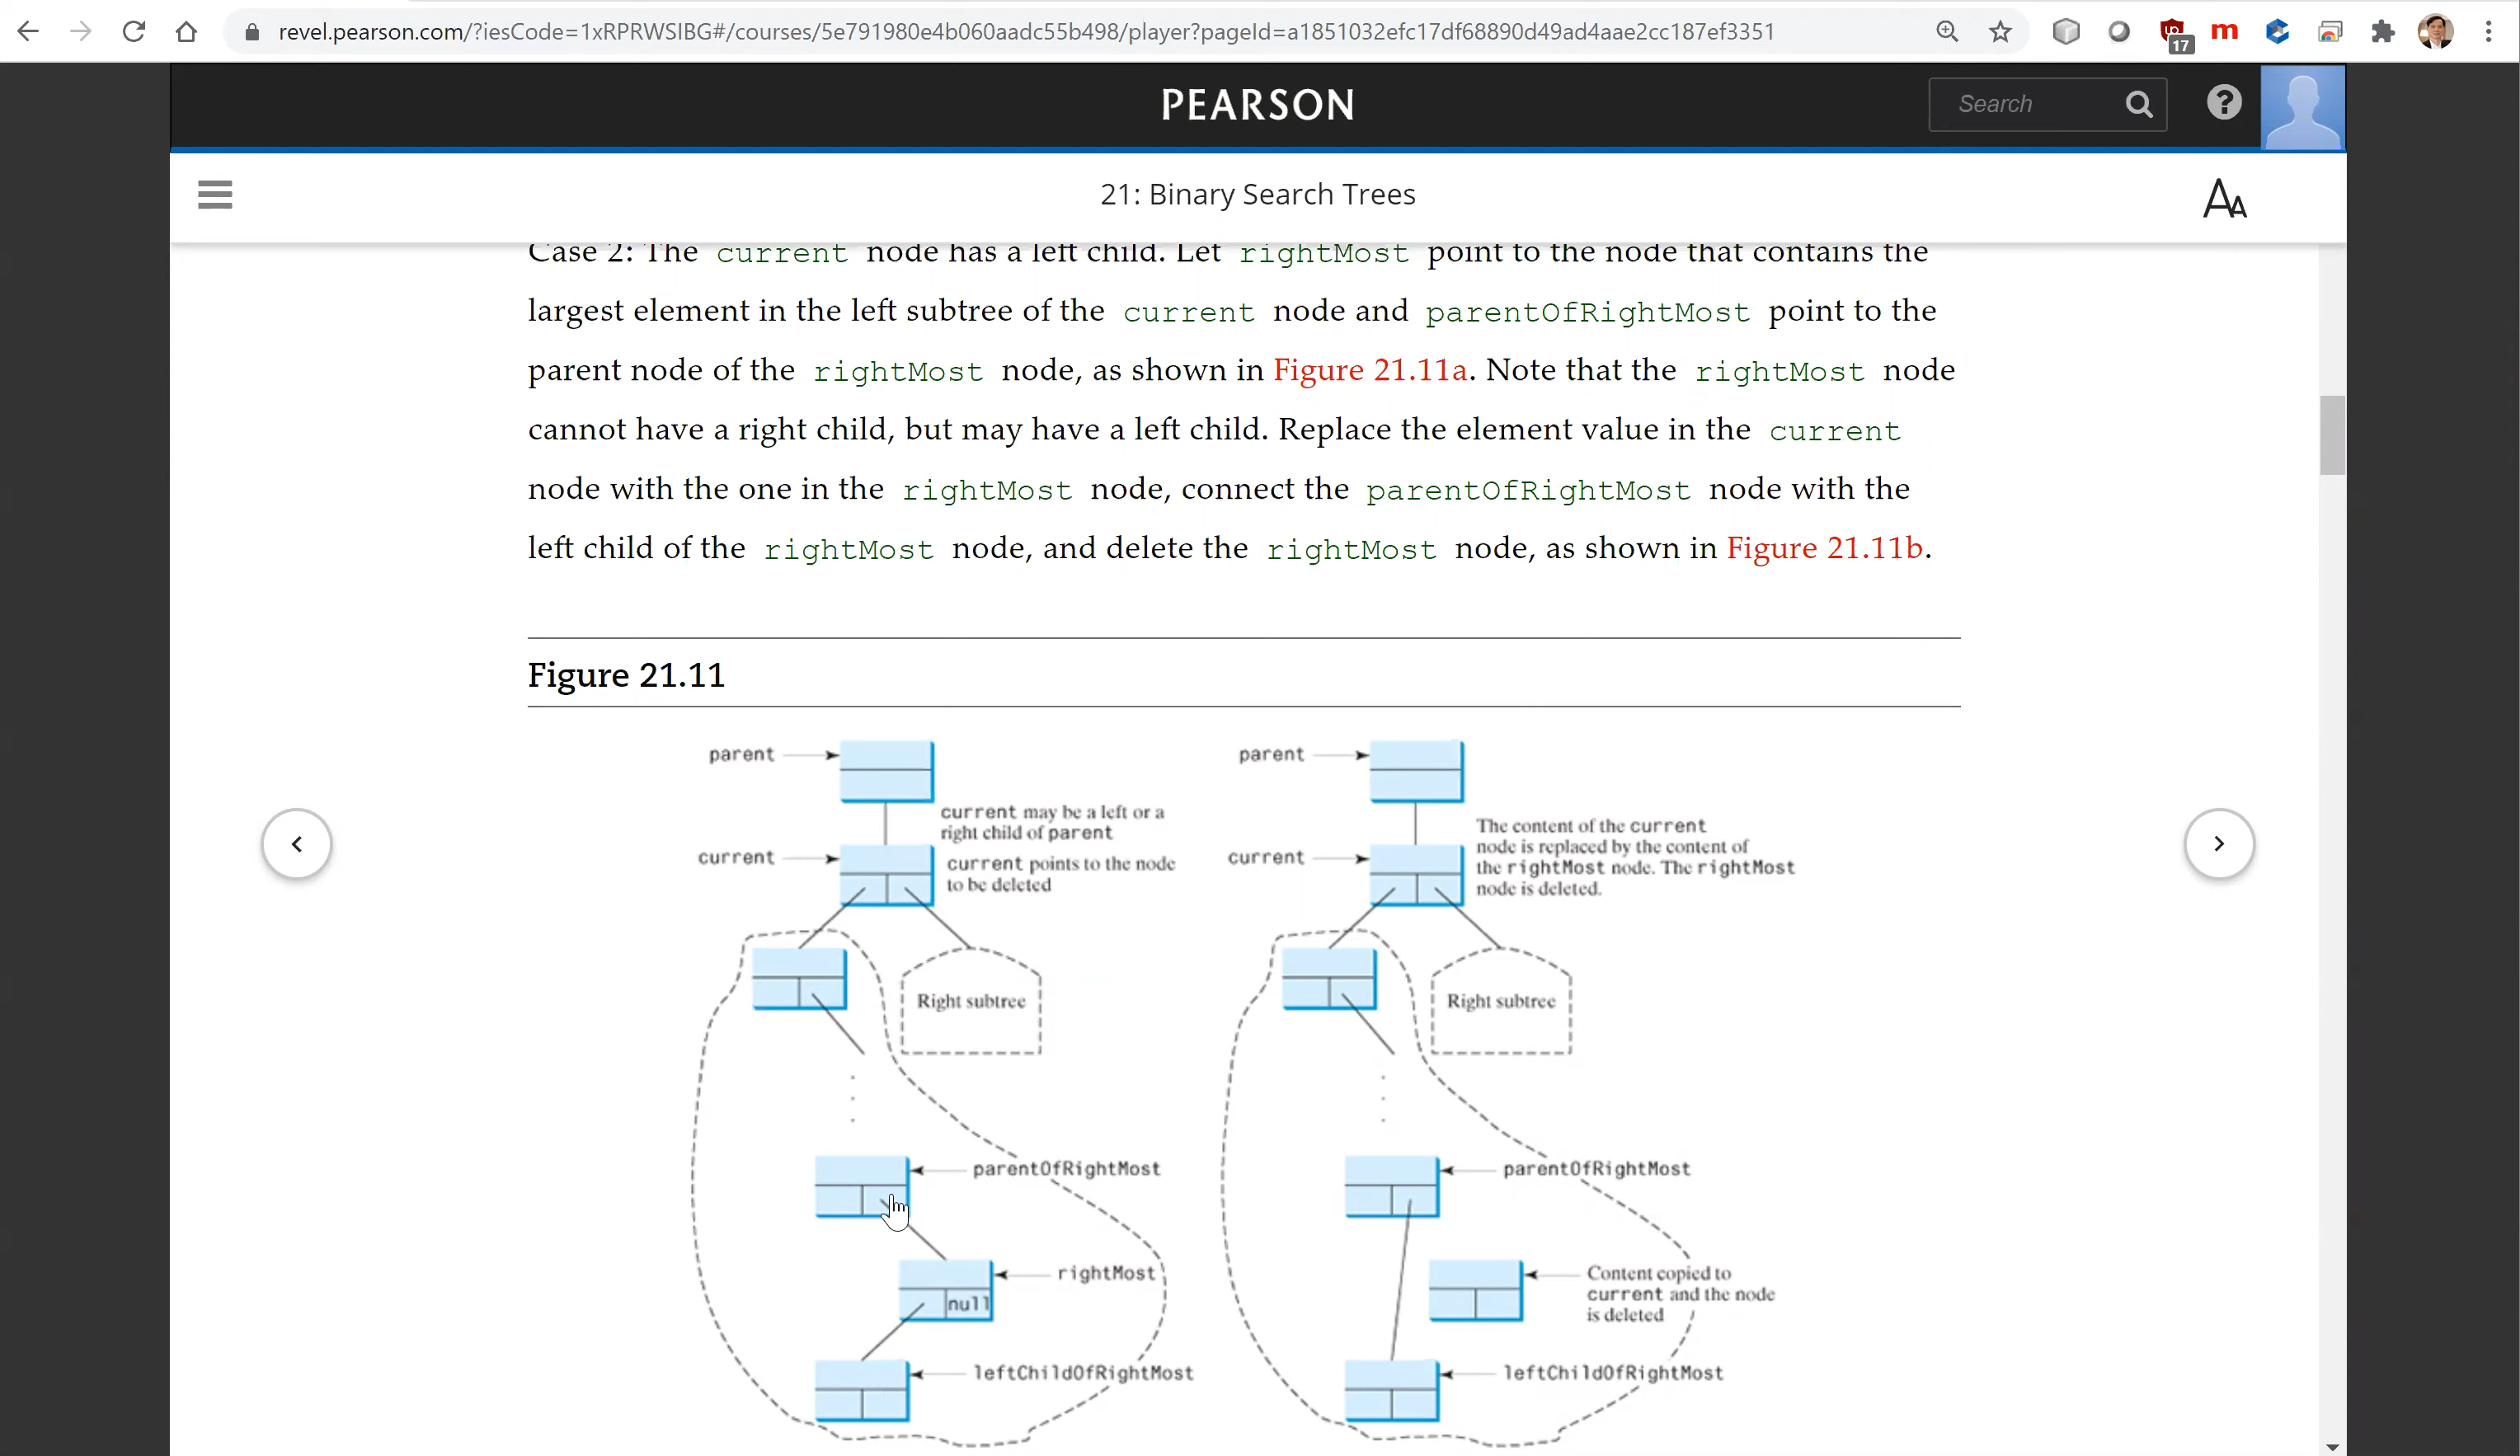 revel.pearson.com/?iesCode=1xRPRWSIBG#/courses/5e791980e4b060aadc55b498/player?pageId=a1851032efc17df68890d49ad4aae2cc187ef3351
17
m
PEARSON
Search
?
21: Binary Search Trees
AA
Case 2: The current node has a left child. Let rightMost point to the node that contains the
largest element in the left subtree of the current node and parentOfRightMost point to the
parent node of the rightMost node, as shown in Figure 21.11a. Note that the rightMost node
cannot have a right child, but may have a left child. Replace the element value in the current
node with the one in the rightMost node, connect the parentOfRightMost node with the
left child of the rightMost node, and delete the rightMost node, as shown in Figure 21.11b.
Figure 21.11
parent
current may be a left or a
right child of parent
current
current points to the node
to be deleted
Right subtree
parentOfRightMost
rightMost
null
leftChildOfRightMost
parent
The content of the current
node is replaced by the content of
the rightMost node. The rightMost
node is deleted.
current
Right subtree
parentOfRightMost
Content copied to
current and the node
is deleted
leftChildOfRightMost